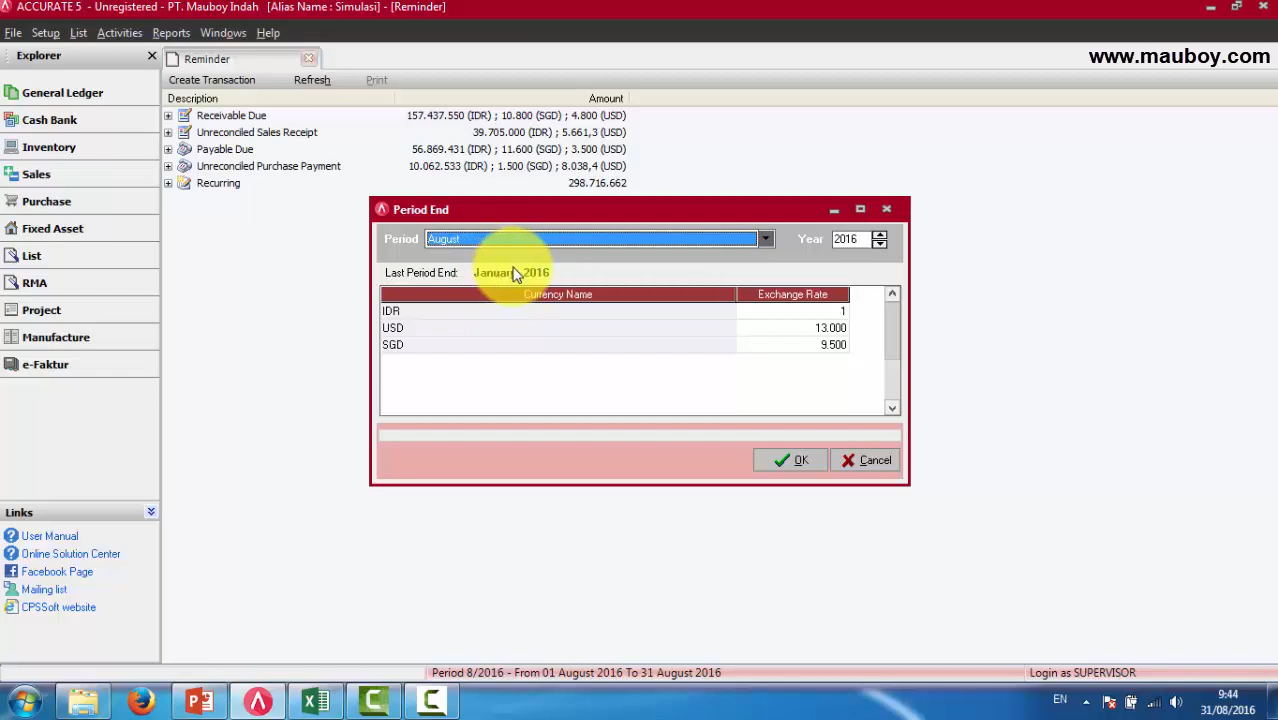 ACCURATE 5 - Unregistered - PT. Mauboy Indah [Alias Name : Simulasi] - [Reminder]
File Setup List Activities Reports Windows Help
Explorer
Reminder
www.mauboy.com
General Ledger
Cash Bank
Inventory
Sales
Purchase
Fixed Asset
List
RMA
Project
Manufacture
e-Faktur
Create Transaction Refresh Print
Description Amount
Receivable Due 157.437.550 (IDR) ; 10.800 (SGD) ; 4.800 (USD)
Unreconciled Sales Receipt 39.705.000 (IDR) ; 5.661,3 (USD)
Payable Due 56.869.431 (IDR) ; 11.600 (SGD) ; 3.500 (USD)
Unreconciled Purchase Payment 10.062.533 (IDR) ; 1.500 (SGD) ; 8.038,4 (USD)
Recurring 298.716.662
Period End
Period August Year 2016
Last Period End: January 2016
Currency Name Exchange Rate
IDR 1
USD 13.000
SGD 9.500
OK Cancel
Links
User Manual
Online Solution Center
Facebook Page
Mailing list
CPSSoft website
Period 8/2016 - From 01 August 2016 To 31 August 2016
Login as SUPERVISOR
EN
9:44
31/08/2016